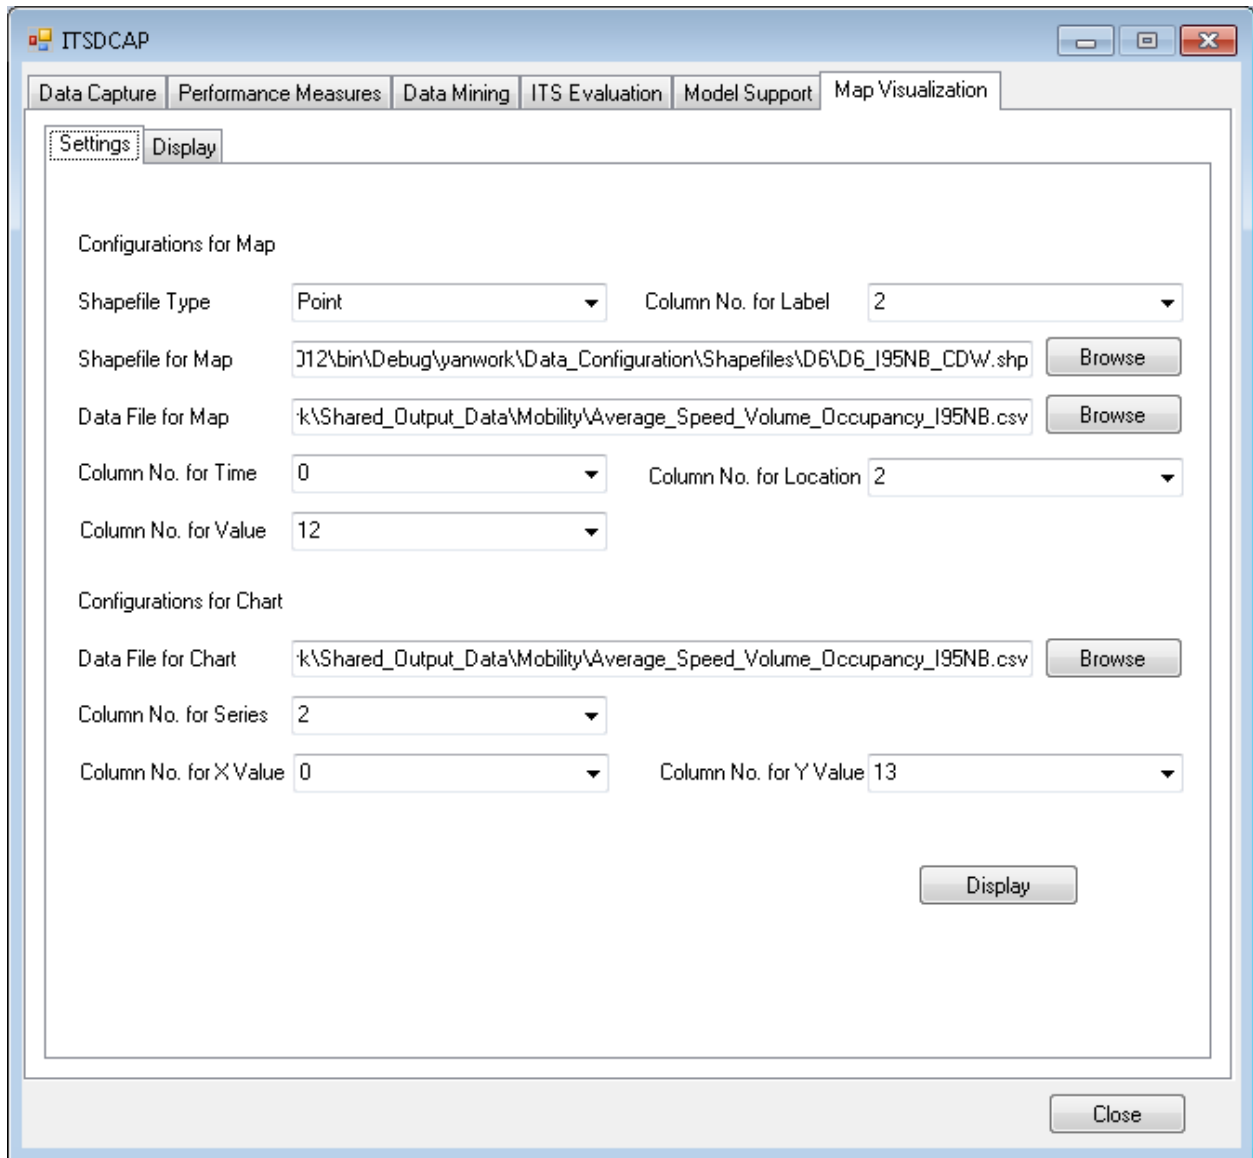 ITSDCAP
Data Capture Performance Measures Data Mining ITS Evaluation Model Support Map Visualization
Settings Display
Configurations for Map
Shapefile Type Point Column No. for Label 2
Shapefile for Map 012\bin\Debug\yanwork\Data_Configuration\Shapefiles\D6\D6_I95NB_CDW.shp Browse
Data File for Map k\Shared_Output_Data\Mobility\Average_Speed_Volume_Occupancy_I95NB.csv Browse
Column No. for Time 0 Column No. for Location 2
Column No. for Value 12
Configurations for Chart
Data File for Chart k\Shared_Output_Data\Mobility\Average_Speed_Volume_Occupancy_I95NB.csv Browse
Column No. for Series 2
Column No. for X Value 0 Column No. for Y Value 13
Display
Close